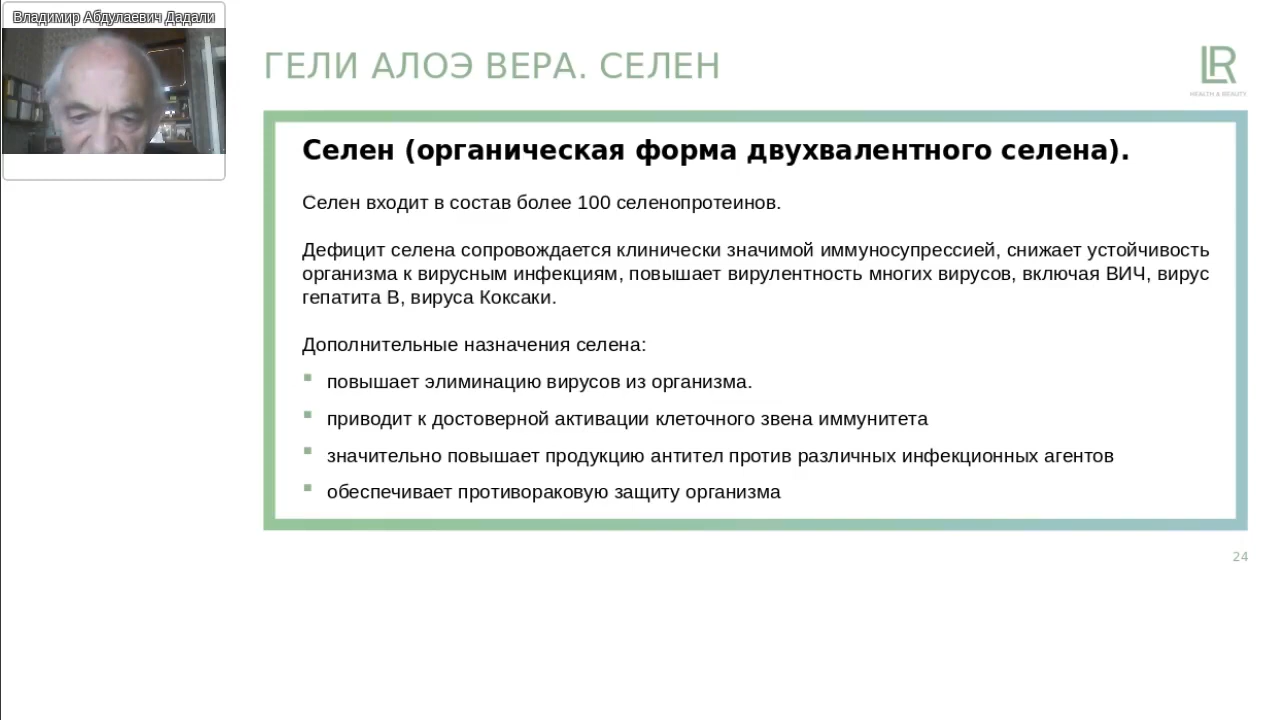 Владимир Абдулаевич Дадали
ГЕЛИ АЛОЭ ВЕРА. СЕЛЕН
LR
HEALTH & BEAUTY
Селен (органическая форма двухвалентного селена).
Селен входит в состав более 100 селенопротеинов.
Дефицит селена сопровождается клинически значимой иммуносупрессией, снижает устойчивость
организма к вирусным инфекциям, повышает вирулентность многих вирусов, включая ВИЧ, вирус
гепатита В, вируса Коксаки.
Дополнительные назначения селена:
повышает элиминацию вирусов из организма.
приводит к достоверной активации клеточного звена иммунитета
значительно повышает продукцию антител против различных инфекционных агентов
обеспечивает противораковую защиту организма
24